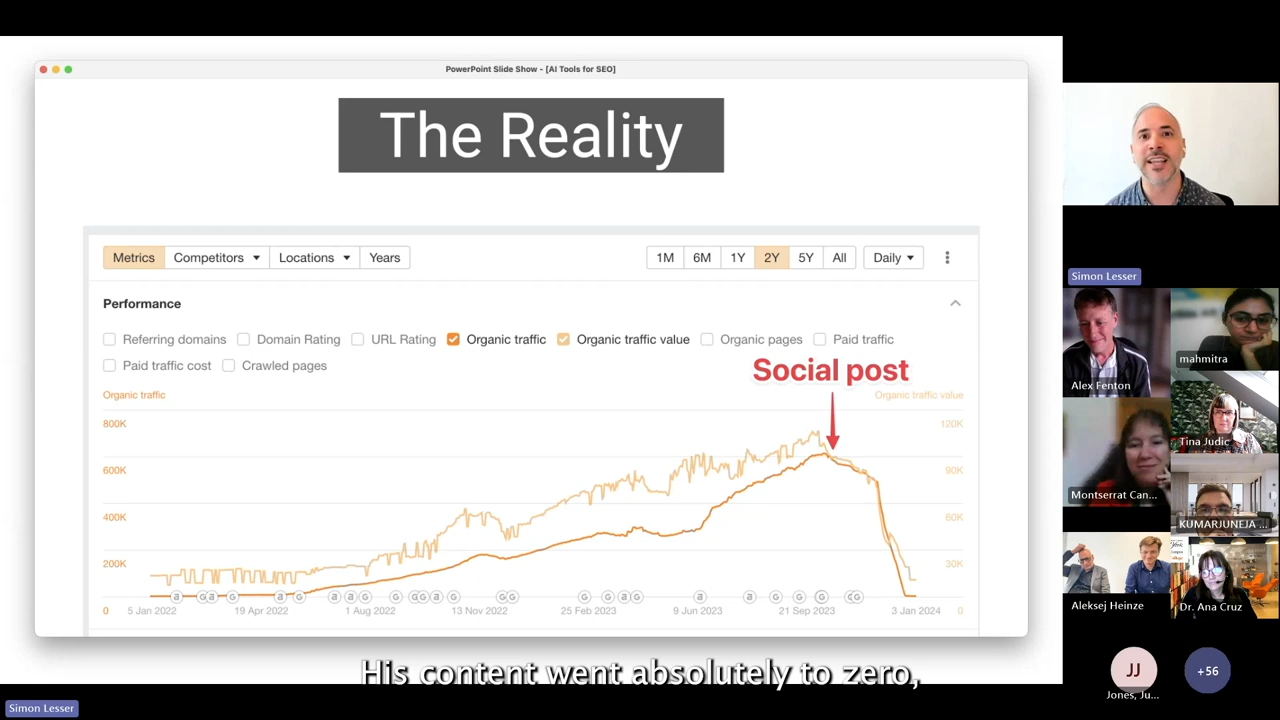 PowerPoint Slide Show - [AI Tools for SEO]
The Reality
Metrics Competitors Locations Years
1M 6M 1Y 2Y 5Y All Daily
Performance
Referring domains Domain Rating URL Rating Organic traffic Organic traffic value Organic pages Paid traffic
Paid traffic cost Crawled pages
Social post
Organic traffic Organic traffic value
800K 120K
600K 90K
400K 60K
200K 30K
0 5 Jan 2022 19 Apr 2022 1 Aug 2022 13 Nov 2022 25 Feb 2023 9 Jun 2023 21 Sep 2023 3 Jan 2024 0
His content went absolutely to zero,
Simon Lesser
Simon Lesser
Alex Fenton
mahmitra
Tina Judic
Montserrat Can...
KUMARJUNEJA ...
Aleksej Heinze
Dr. Ana Cruz
JJ
Jones, Ju...
+56